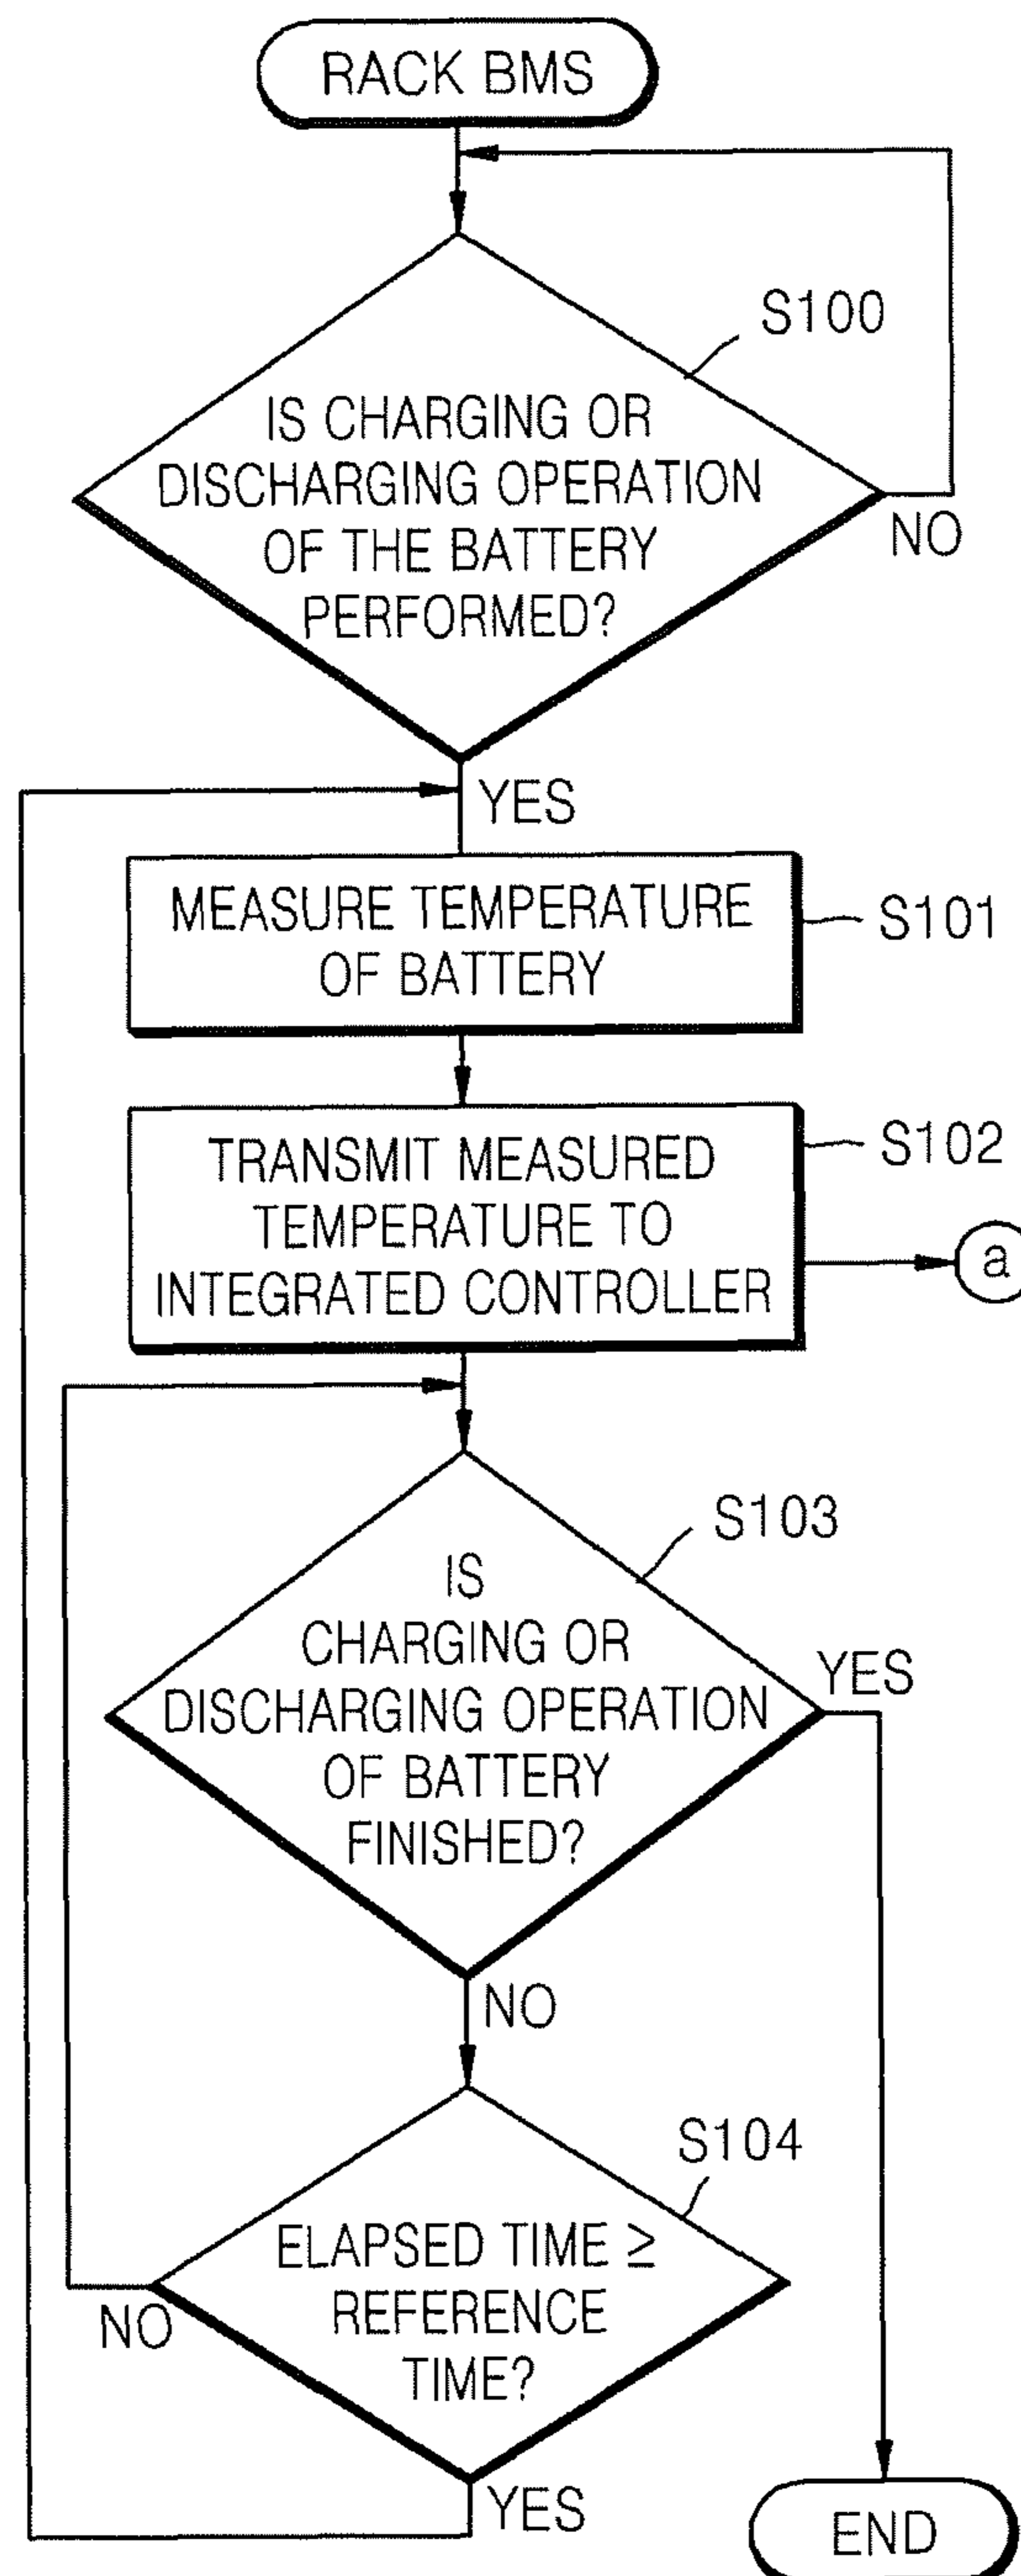 RACK BMS
S100
IS CHARGING OR
DISCHARGING OPERATION
OF THE BATTERY
PERFORMED?
NO
YES
MEASURE TEMPERATURE
OF BATTERY
S101
TRANSMIT MEASURED
TEMPERATURE TO
INTEGRATED CONTROLLER
S102
a
S103
IS
CHARGING OR
DISCHARGING OPERATION
OF BATTERY
FINISHED?
YES
NO
S104
ELAPSED TIME ≥
REFERENCE
TIME?
NO
YES
END